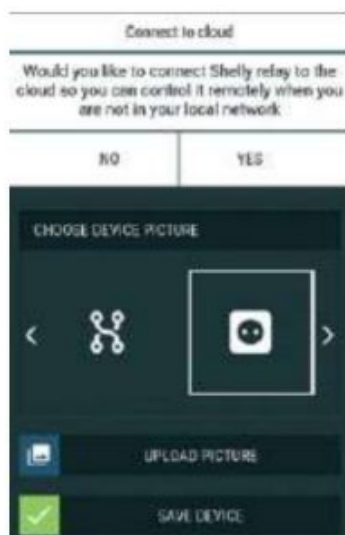 Connect to cloud
Would you like to connect Shelly relay to the
cloud so you can control it remotely when you
are not in your local network
NO
YES
CHOOSE DEVICE PICTURE
UPLOAD PICTURE
SAVE DEVICE